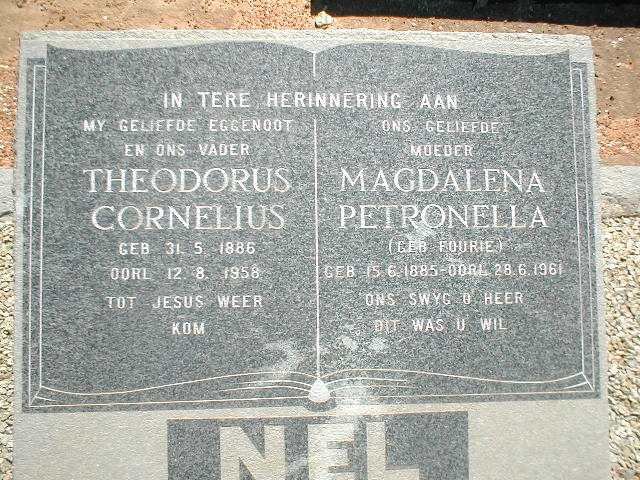 IN TERE HERINNERING AAN
MY GELIEFDE EGGENOOT
EN ONS VADER
THEODORUS
CORNELIUS
GEB 31.5.1886
OORL 12.8.1958
TOT JESUS WEER
KOM
ONS GELIEFDE
MOEDER
MAGDALENA
PETRONELLA
(GEB FOURIE)
GEB 15.6.1885-OORL.28.6.1961
ONS SWYG O HEER
DIT WAS U WIL
NEL